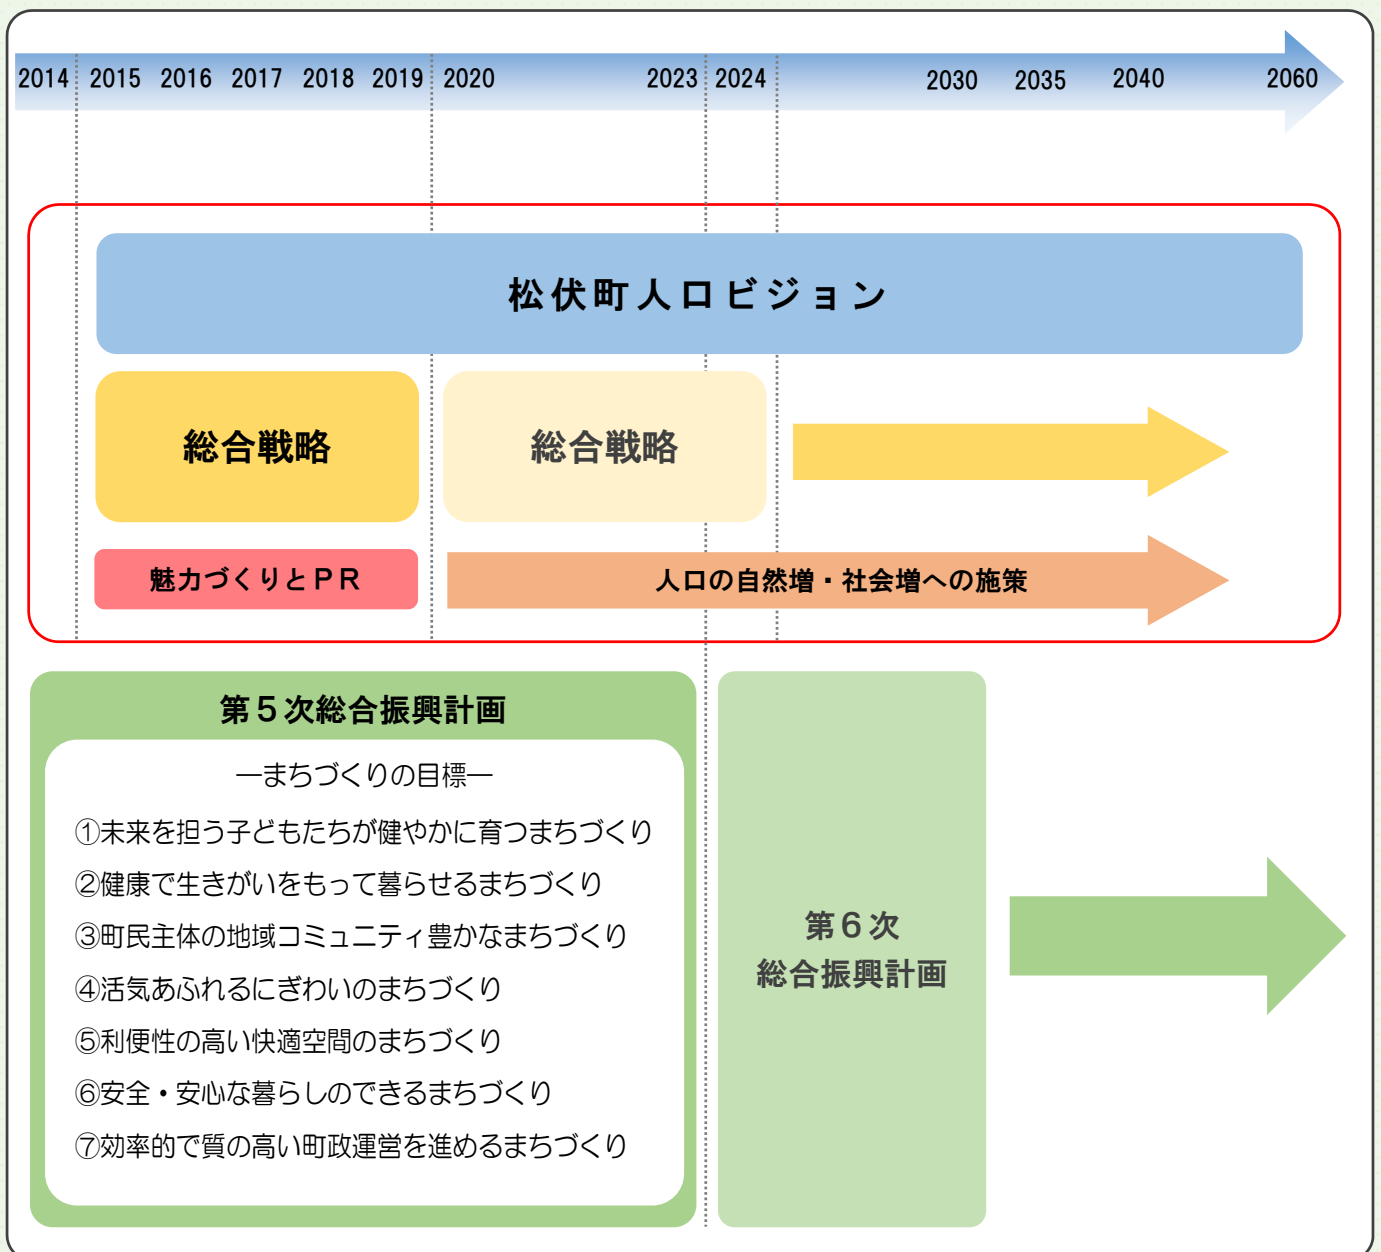 2014 2015 2016 2017 2018 2019 2020 2023 2024 2030 2035 2040 2060
松伏町人口ビジョン
総合戦略 総合戦略
魅力づくりとＰＲ 人口の自然増・社会増への施策
第５次総合振興計画
―まちづくりの目標―
①未来を担う子どもたちが健やかに育つまちづくり
②健康で生きがいをもって暮らせるまちづくり
③町民主体の地域コミュニティ豊かなまちづくり
④活気あふれるにぎわいのまちづくり
⑤利便性の高い快適空間のまちづくり
⑥安全・安心な暮らしのできるまちづくり
⑦効率的で質の高い町政運営を進めるまちづくり
第６次
総合振興計画